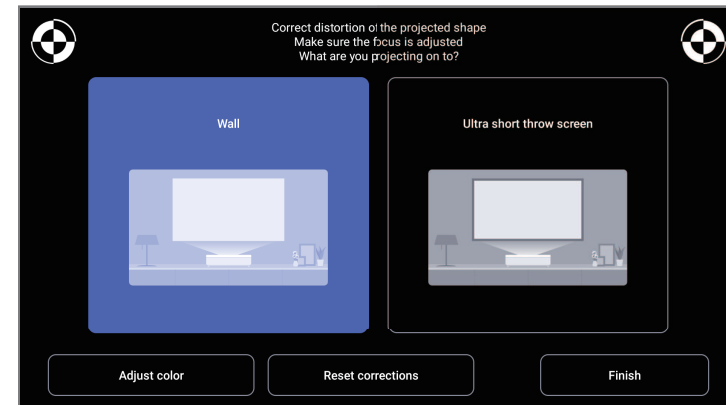 Correct distortion of the projected shape
Make sure the focus is adjusted
What are you projecting on to?
Wall
Ultra short throw screen
Adjust color
Reset corrections
Finish